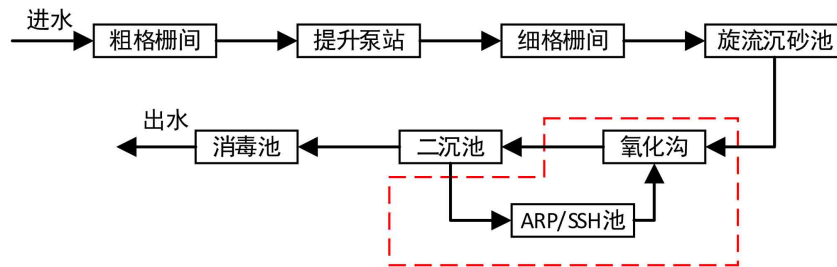 进水
粗格栅间
提升泵站
细格栅间
旋流沉砂池
出水
消毒池
二沉池
氧化沟
ARP/SSH池